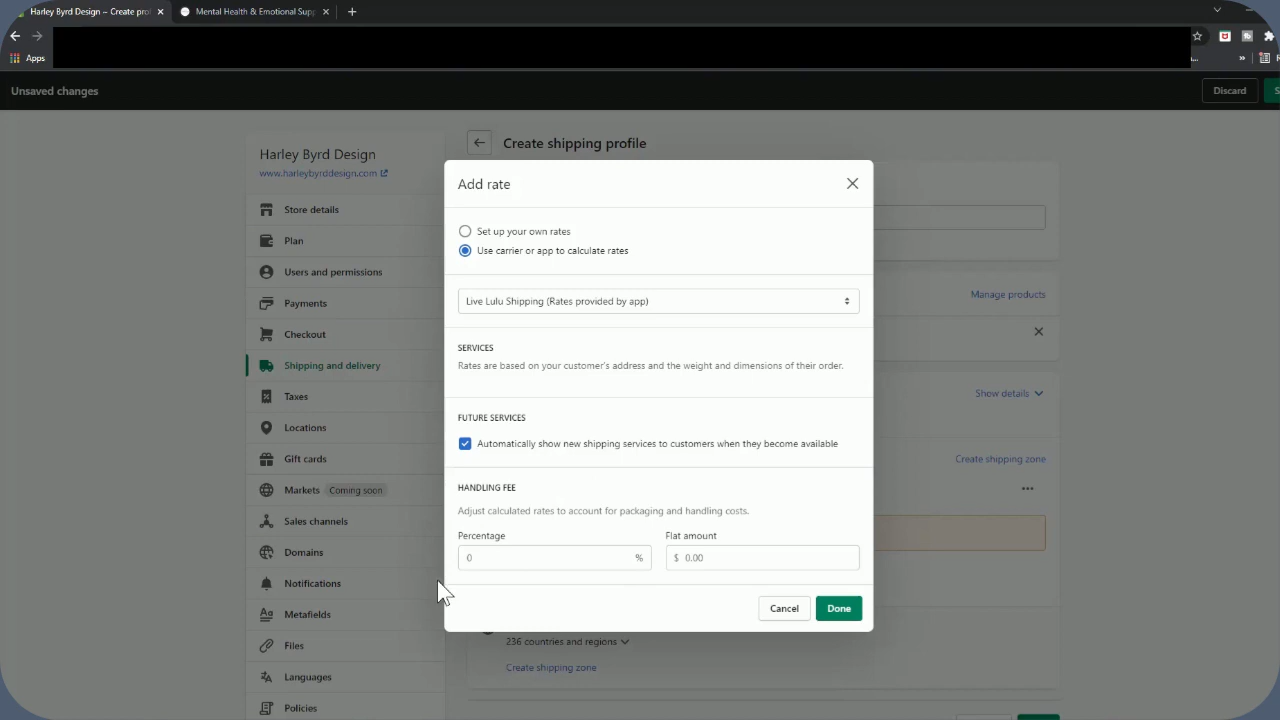 Harley Byrd Design ~ Create pro
Mental Health & Emotional Sup
Apps
Unsaved changes
Discard
Harley Byrd Design
www.harleybyrddesign.com
Store details
Plan
Users and permissions
Payments
Checkout
Shipping and delivery
Taxes
Locations
Gift cards
Markets Coming soon
Sales channels
Domains
Notifications
Metafields
Files
Languages
Policies
Create shipping profile
Manage products
Show details
Create shipping zone
Add rate
Set up your own rates
Use carrier or app to calculate rates
Live Lulu Shipping (Rates provided by app)
SERVICES
Rates are based on your customer's address and the weight and dimensions of their order.
FUTURE SERVICES
Automatically show new shipping services to customers when they become available
HANDLING FEE
Adjust calculated rates to account for packaging and handling costs.
Percentage Flat amount
0 % $ 0.00
Cancel Done
236 countries and regions
Create shipping zone